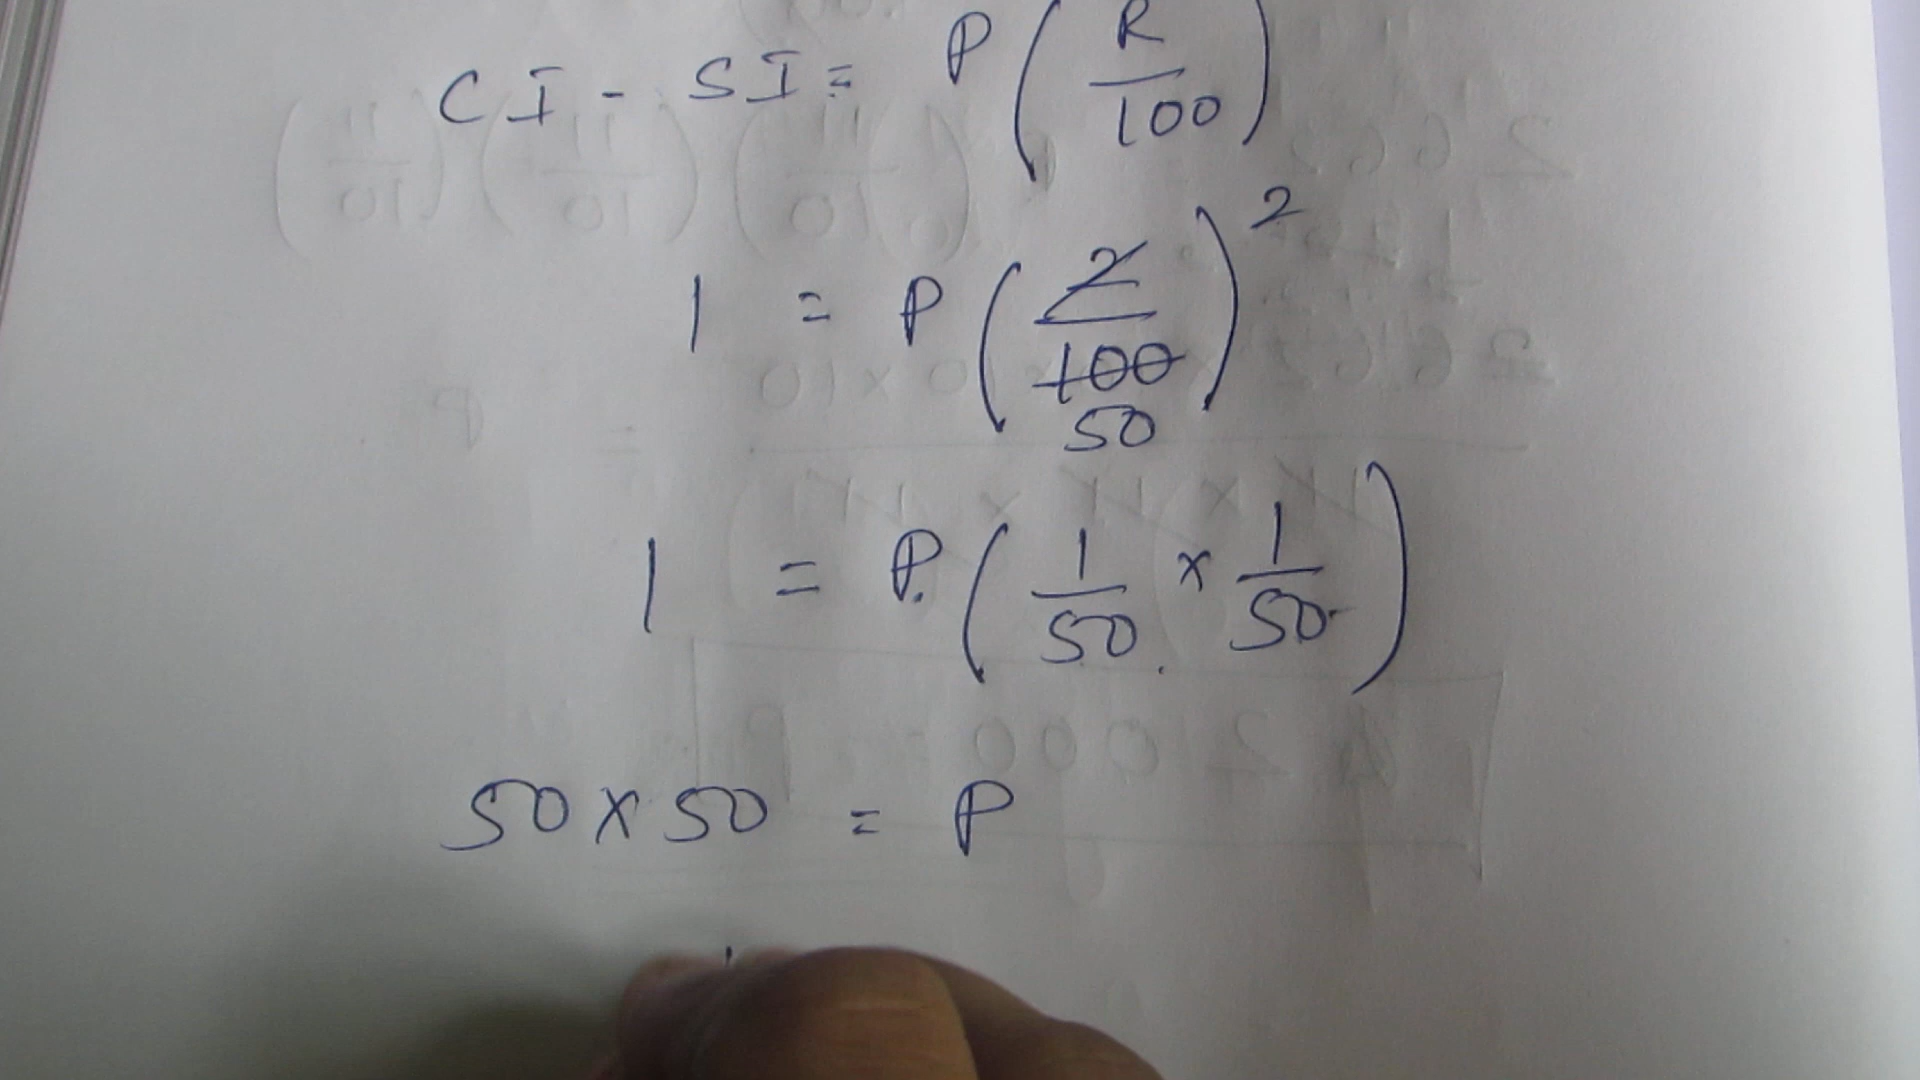 CI - SI = P(R/100)
1 = P(2/100)²
50
1 = P.(1/50 × 1/50)
50 × 50 = P